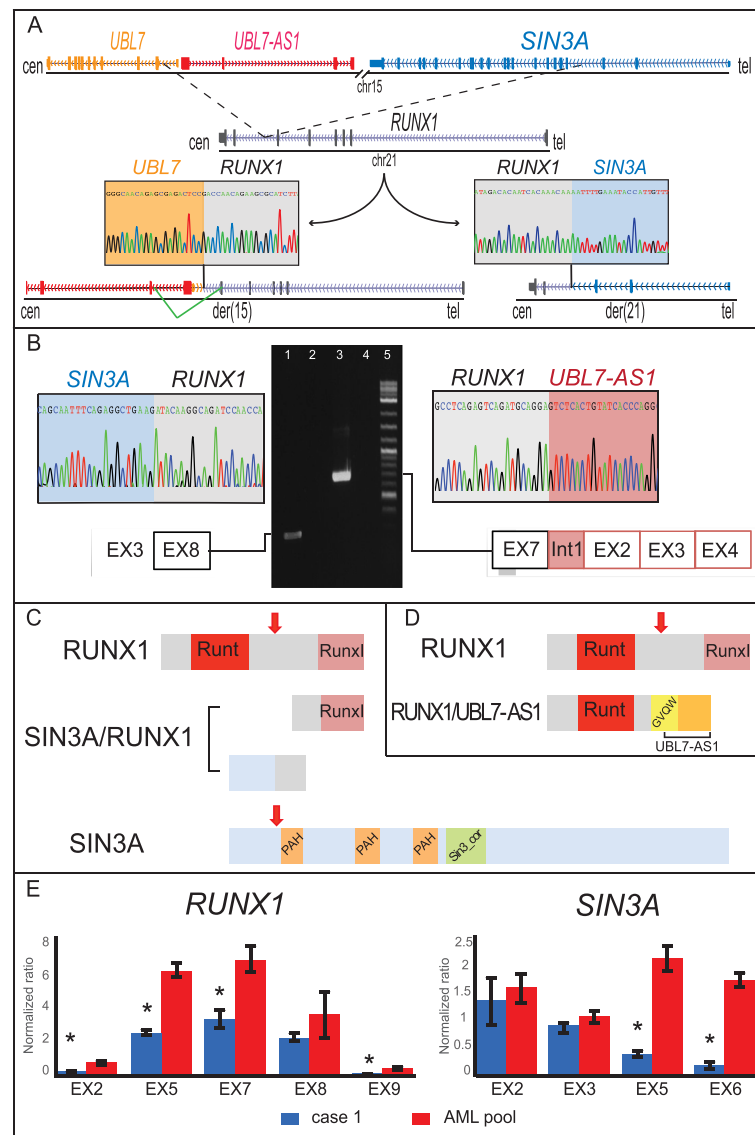 A
UBL7
UBL7-AS1
SIN3A
cen
tel
chr15
RUNX1
cen
tel
chr21
UBL7
RUNX1
RUNX1
SIN3A
GGGCAACAGAGCGAGACTCCGACCAACAGAAGCGCATCTT
ATAGACACAATCACAAACAAAATTTTGAAATACCATTGTTT
cen
der(15)
tel
cen
der(21)
tel
B
1
2
3
4
5
SIN3A
RUNX1
RUNX1
UBL7-AS1
CAGCAATTTCAGAGGCTGAAGATACAAGGCAGATCCAACCA
GCCTCAGAGTCAGATGCAGGAGTCTCACTGTATCACCCAGG
EX3
EX8
EX7
Int1
EX2
EX3
EX4
C
RUNX1
Runt
RunxI
SIN3A/RUNX1
RunxI
SIN3A
PAH
PAH
PAH
Sin3_cor
D
RUNX1
Runt
RunxI
RUNX1/UBL7-AS1
Runt
GVQW
UBL7-AS1
E
RUNX1
SIN3A
Normalized ratio
8
6
4
2
0
*
*
*
*
EX2
EX5
EX7
EX8
EX9
Normalized ratio
2.5
2
1.5
1
0.5
0
*
*
EX2
EX3
EX5
EX6
case 1
AML pool